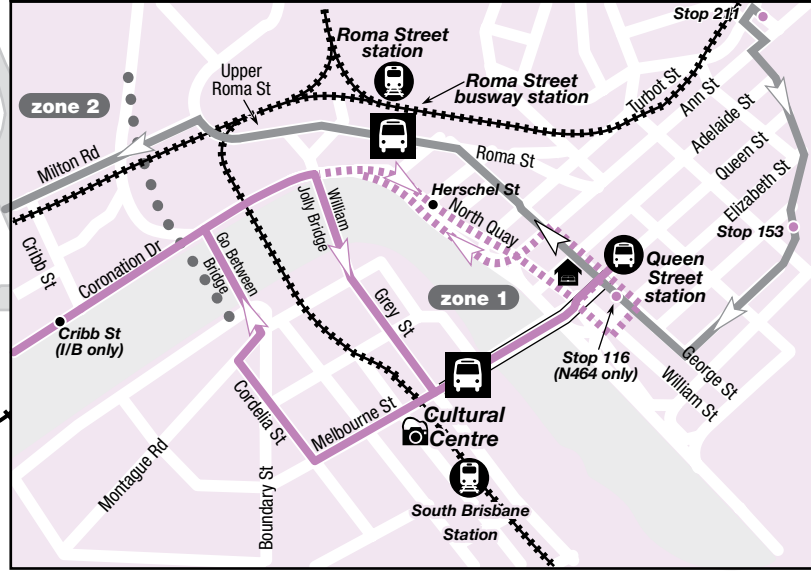 Stop 211
Roma Street
station
Upper
Roma St
Roma Street
busway station
zone 2
Turbot St
Ann St
Adelaide St
Queen St
Elizabeth St
Milton Rd
Roma St
Herschel St
North Quay
William
Jolly Bridge
Stop 153
Cribb St
Coronation Dr
Go Between
Bridge
zone 1
Queen
Street
station
Grey St
Cribb St
(I/B only)
Stop 116
(N464 only)
George St
William St
Cordelia St
Melbourne St
Cultural
Centre
Montague Rd
Boundary St
South Brisbane
Station